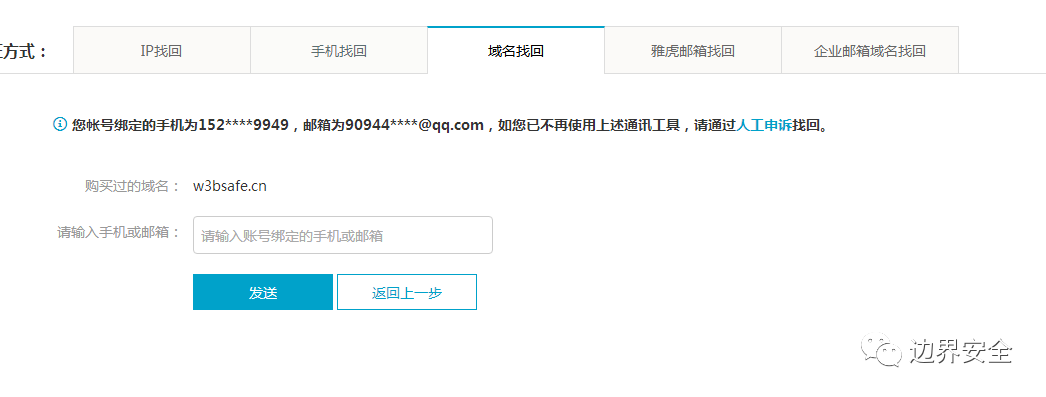 证方式：
IP找回 手机找回 域名找回 雅虎邮箱找回 企业邮箱域名找回
您帐号绑定的手机为152****9949，邮箱为90944****@qq.com，如您已不再使用上述通讯工具，请通过人工申诉找回。
购买过的域名： w3bsafe.cn
请输入手机或邮箱： 请输入账号绑定的手机或邮箱
发送 返回上一步
边界安全